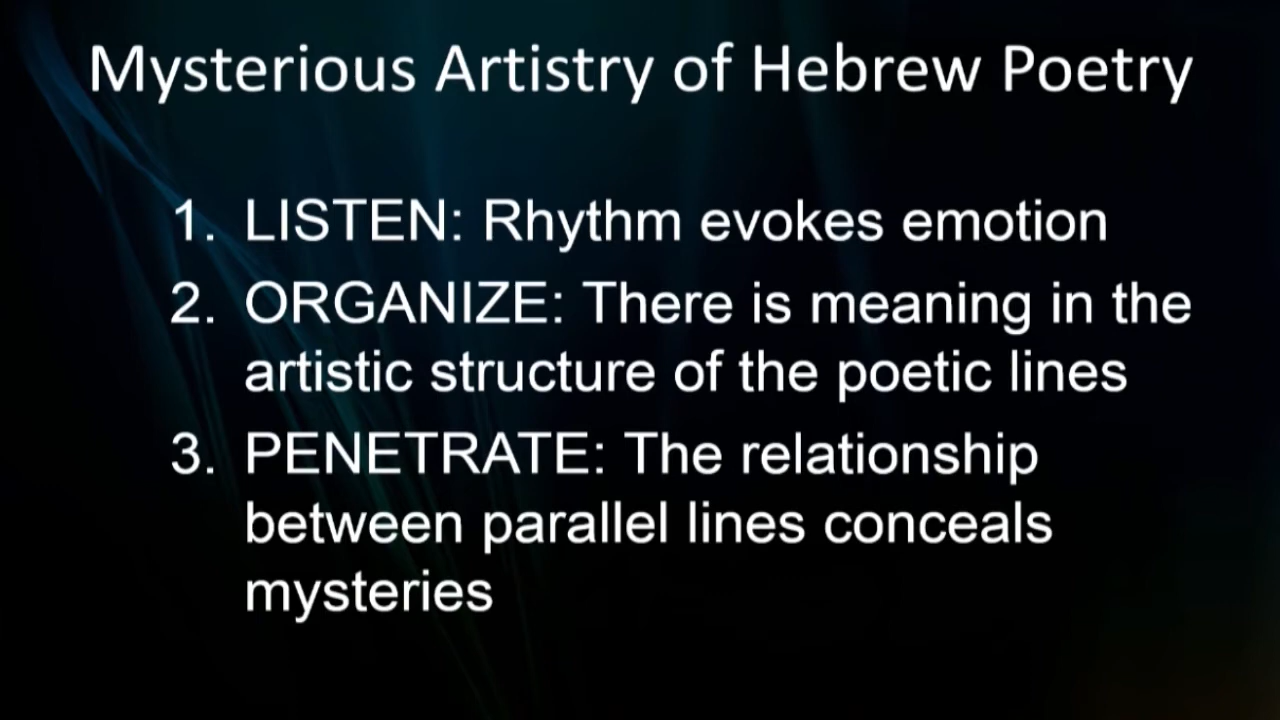 Mysterious Artistry of Hebrew Poetry
1. LISTEN: Rhythm evokes emotion
2. ORGANIZE: There is meaning in the
artistic structure of the poetic lines
3. PENETRATE: The relationship
between parallel lines conceals
mysteries